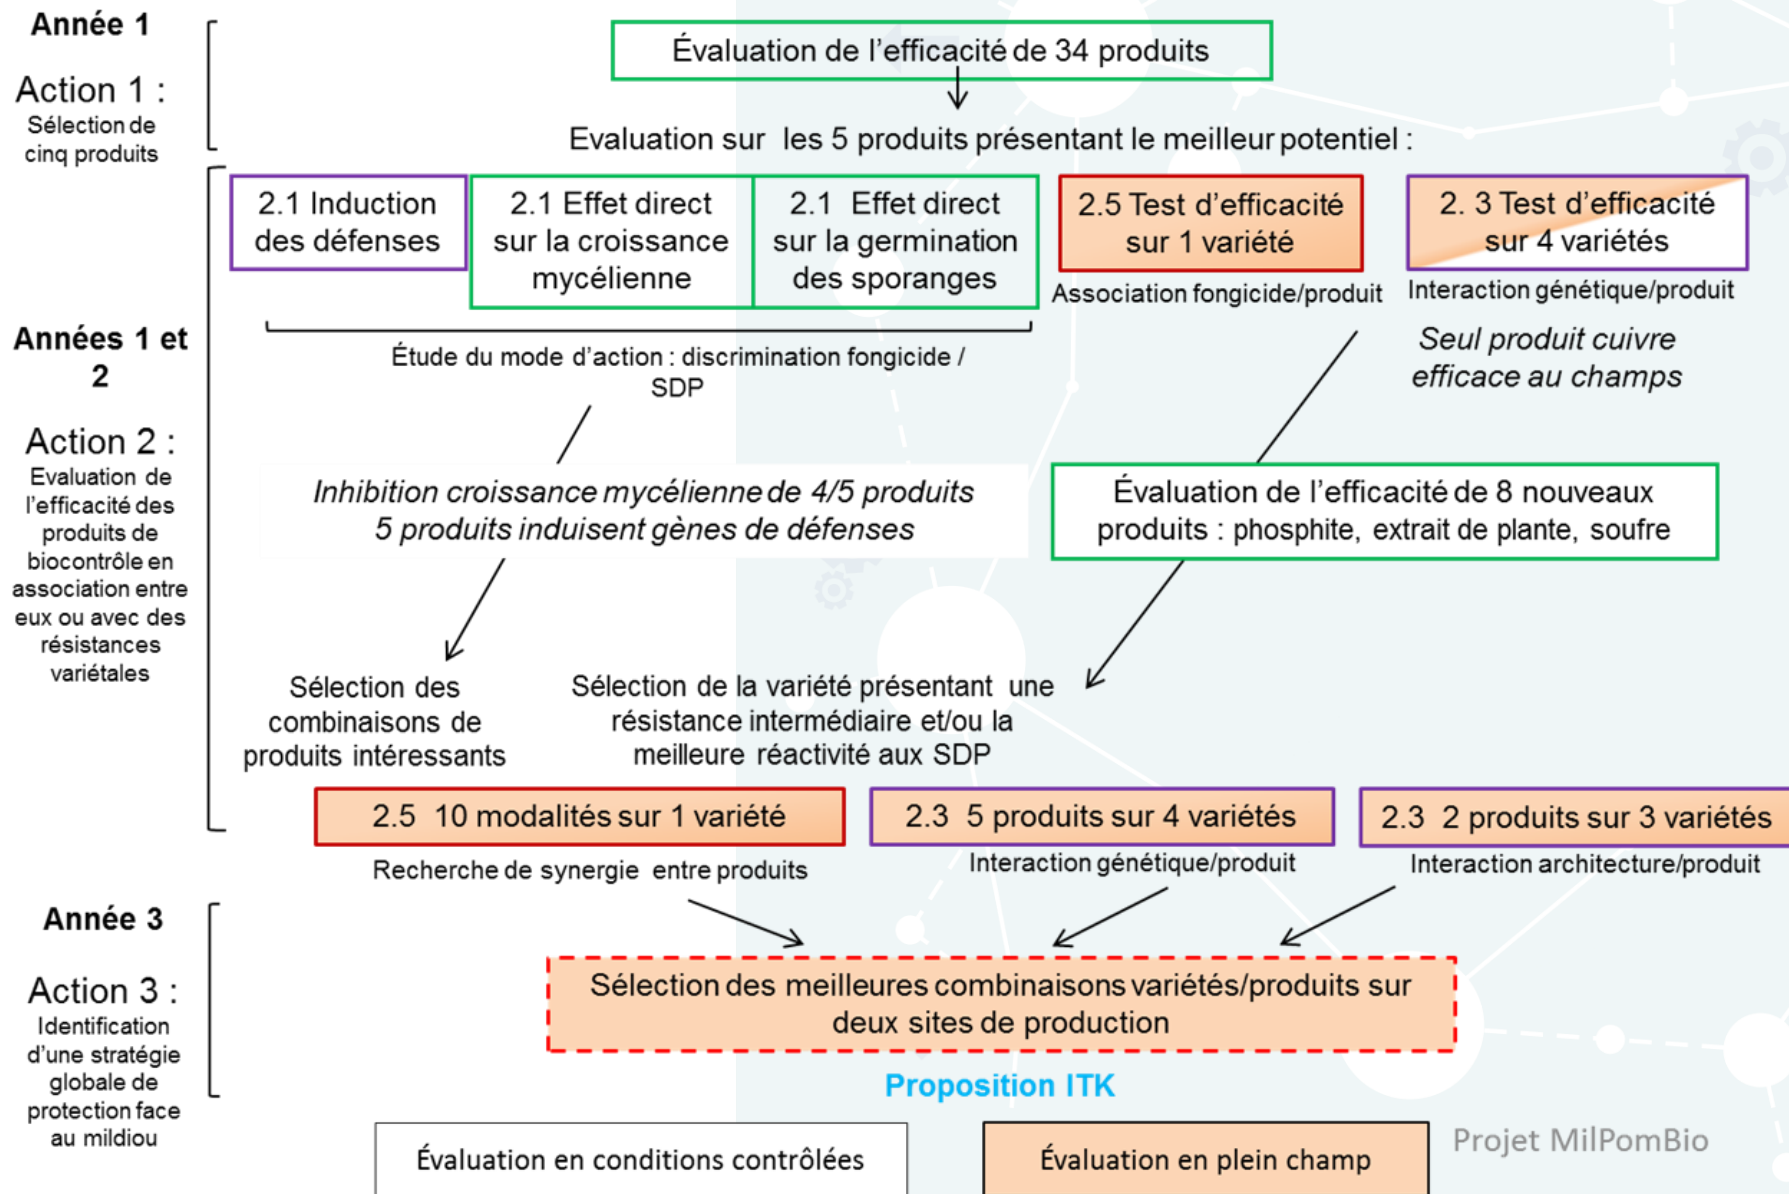 Année 1
Action 1 :
Sélection de
cinq produits
Évaluation de l'efficacité de 34 produits
Evaluation sur les 5 produits présentant le meilleur potentiel :
2.1 Induction
des défenses
2.1 Effet direct
sur la croissance
mycélienne
2.1 Effet direct
sur la germination
des sporanges
2.5 Test d'efficacité
sur 1 variété
2. 3 Test d'efficacité
sur 4 variétés
Association fongicide/produit
Interaction génétique/produit
Années 1 et
2
Action 2 :
Evaluation de
l'efficacité des
produits de
biocontrôle en
association entre
eux ou avec des
résistances
variétales
Étude du mode d'action : discrimination fongicide /
SDP
Seul produit cuivre
efficace au champs
Inhibition croissance mycélienne de 4/5 produits
5 produits induisent gènes de défenses
Évaluation de l'efficacité de 8 nouveaux
produits : phosphite, extrait de plante, soufre
Sélection des
combinaisons de
produits intéressants
Sélection de la variété présentant une
résistance intermédiaire et/ou la
meilleure réactivité aux SDP
2.5 10 modalités sur 1 variété
2.3 5 produits sur 4 variétés
2.3 2 produits sur 3 variétés
Recherche de synergie entre produits
Interaction génétique/produit
Interaction architecture/produit
Année 3
Action 3 :
Identification
d'une stratégie
globale de
protection face
au mildiou
Sélection des meilleures combinaisons variétés/produits sur
deux sites de production
Proposition ITK
Évaluation en conditions contrôlées
Évaluation en plein champ
Projet MilPomBio